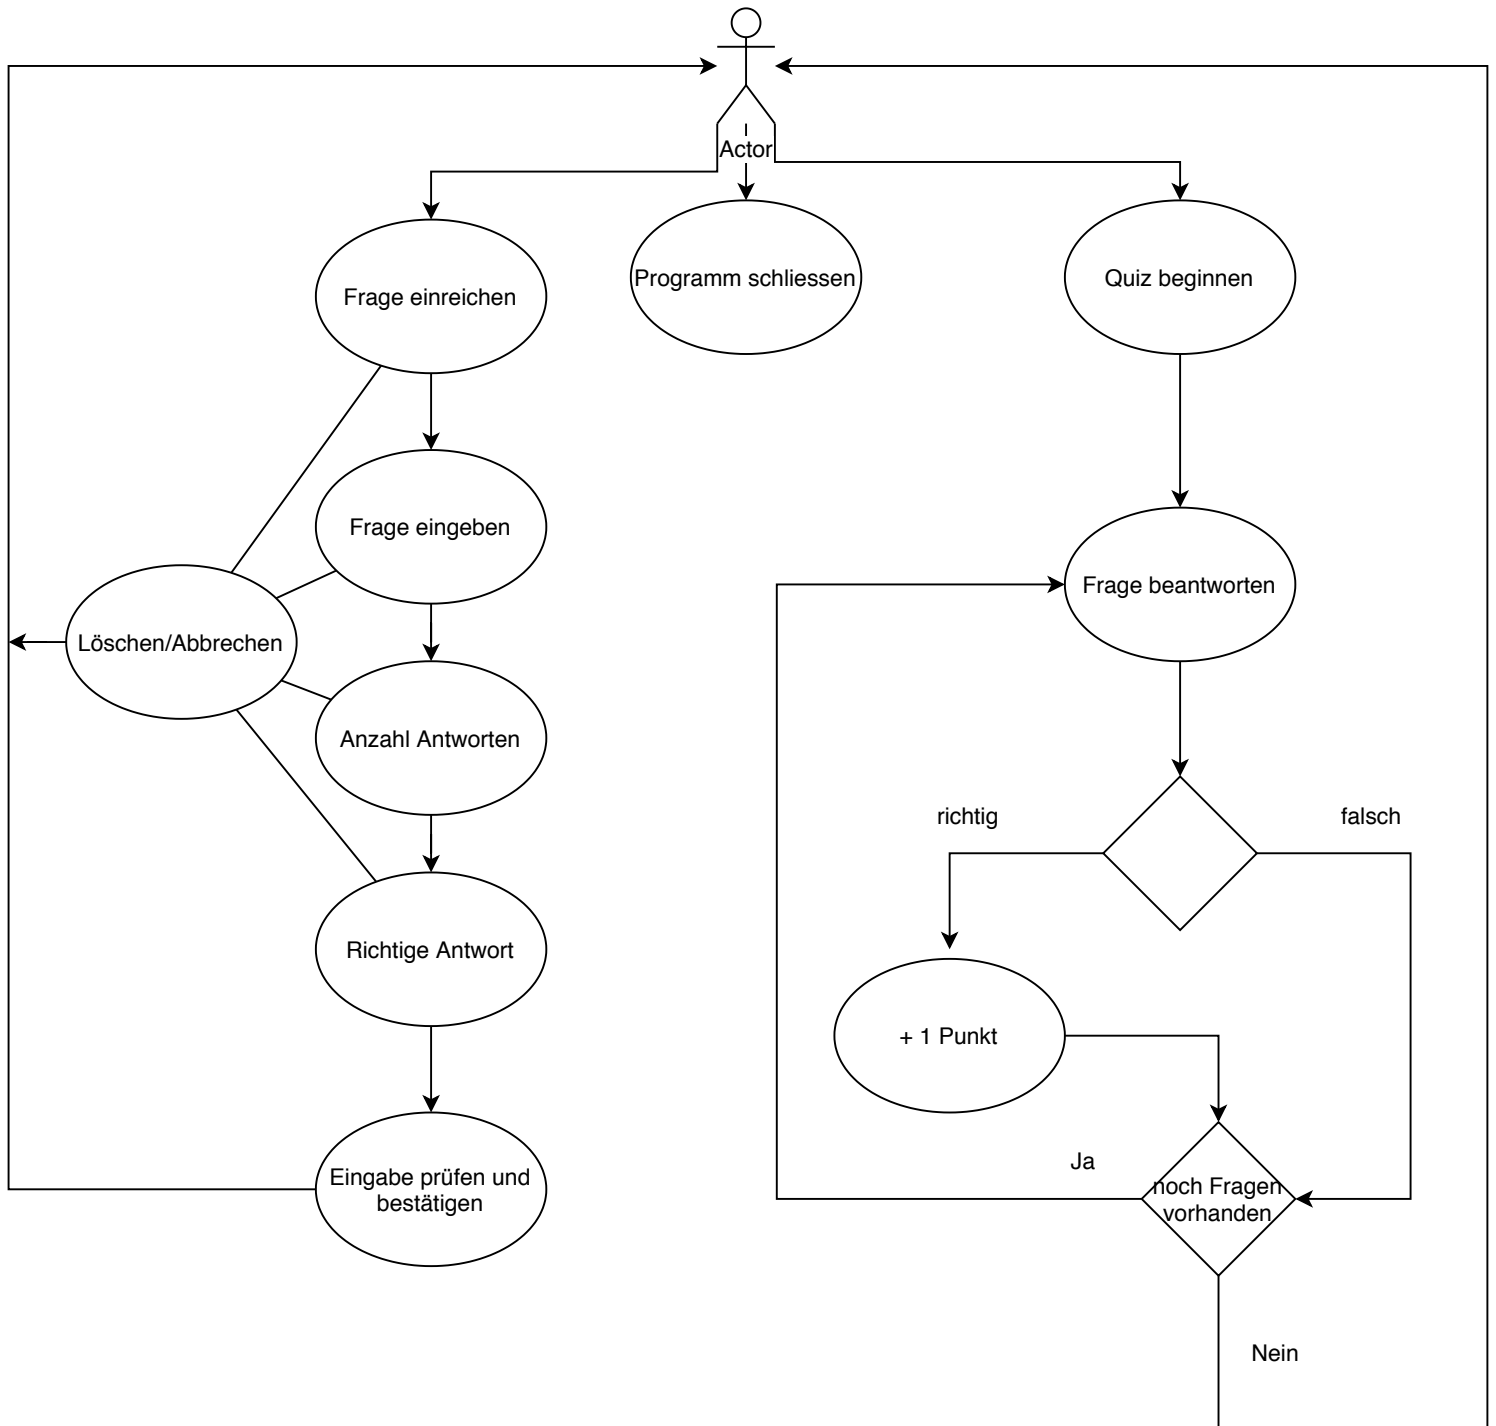 Actor
Frage einreichen
Programm schliessen
Quiz beginnen
Frage eingeben
Frage beantworten
Löschen/Abbrechen
Anzahl Antworten
richtig
falsch
Richtige Antwort
+ 1 Punkt
Eingabe prüfen und
bestätigen
Ja
noch Fragen
vorhanden
Nein